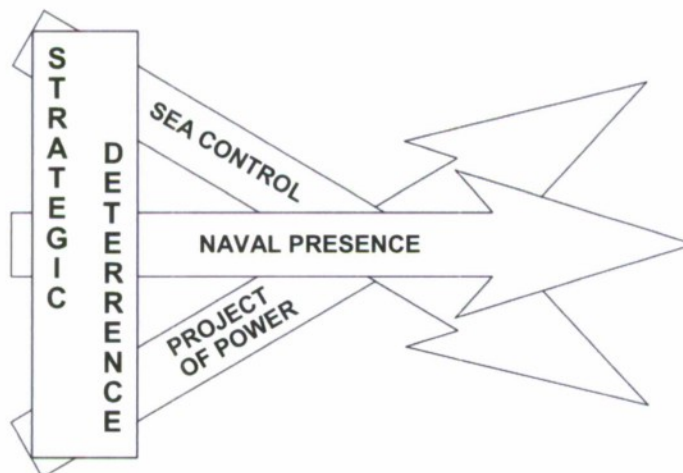 STRATEGIC
DETERRENCE
SEA CONTROL
NAVAL PRESENCE
PROJECT
OF POWER